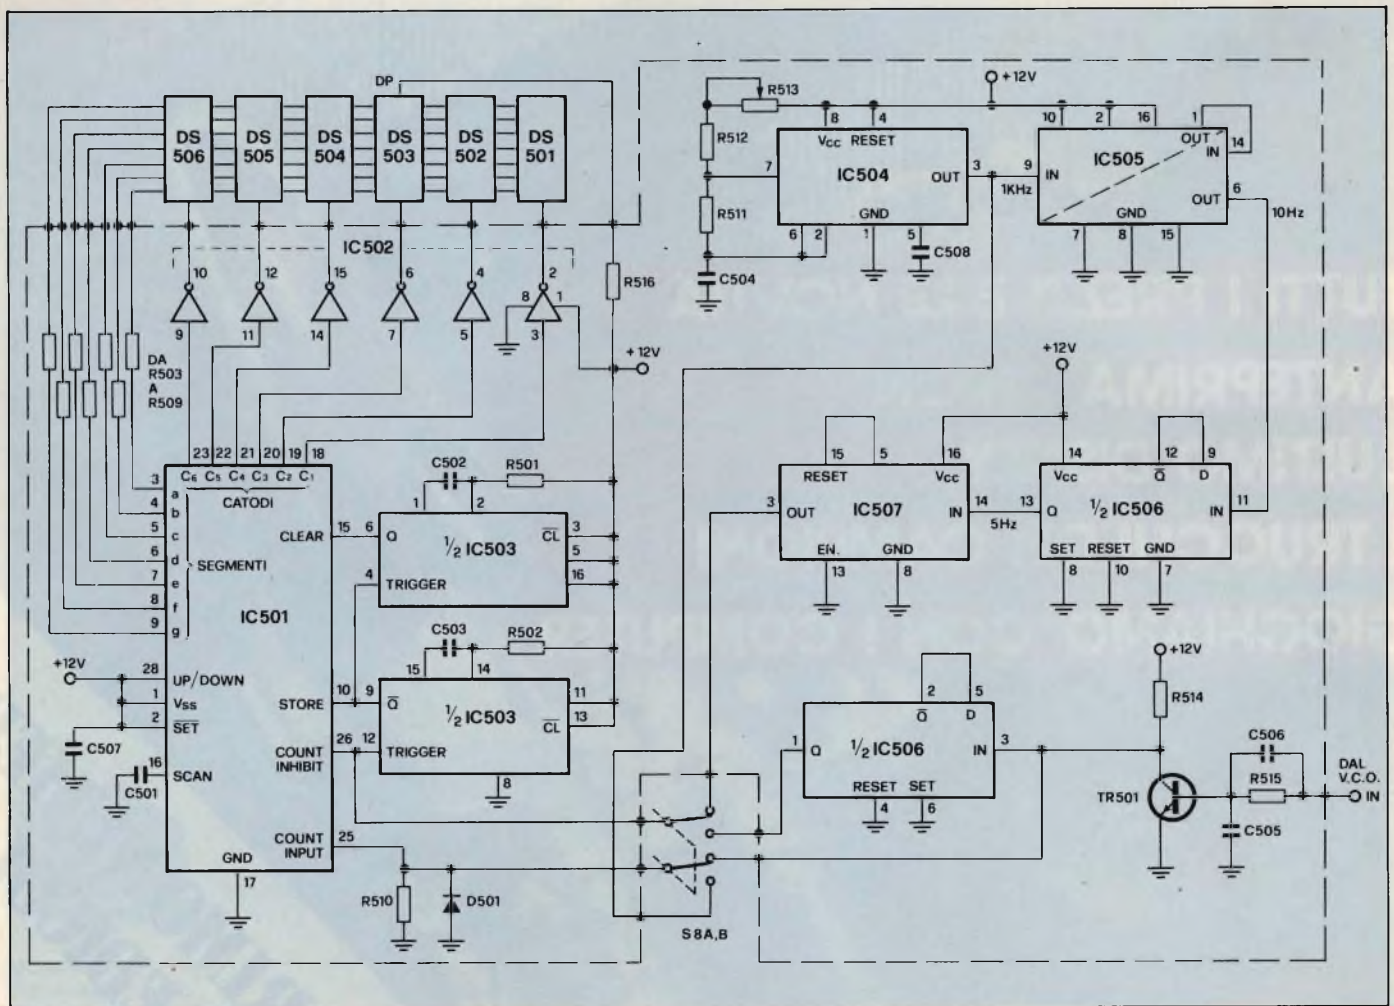 DP
DS 506
DS 505
DS 504
DS 503
DS 502
DS 501
IC502
10
12
15
6
4
2
8
1
9
11
14
7
5
3
R516
+12V
DA
R503
A
R509
23 22 21 20 19 18
C6 C5 C4 C3 C2 C1
CATODI
3 a
4 b
5 c
6 d
7 e
8 f
9 g
SEGMENTI
IC501
CLEAR 15
+12V
28 UP/DOWN
1 Vss
2 SET
C507
16 SCAN
C501
STORE 10
26
COUNT INHIBIT
COUNT INPUT 25
GND
17
C502
R501
1
2
6 Q
1/2 IC503
CL 3
5
16
4 TRIGGER
C503
R502
15
14
9 Q
1/2 IC503
11
CL 13
12 TRIGGER
8
R510
D501
S8A,B
R513
+12V
R512
R511
C504
7
8
4
Vcc RESET
IC504
OUT 3
1KHz
GND
6
2
1
5
C508
10
2
16
1
OUT
IN 14
IC505
9 IN
OUT 6
10Hz
GND
7
8
15
+12V
15
5
16
RESET
Vcc
3 OUT
IC507
IN 14
5Hz
EN.
GND
13
8
14
12
9
Vcc
Q
D
13 Q
1/2 IC506
IN 11
SET RESET GND
8
10
7
2
5
Q
D
1 Q
1/2 IC506
IN 3
RESET SET
4
6
+12V
R514
TR501
C506
R515
C505
DAL
V.C.O.
IN